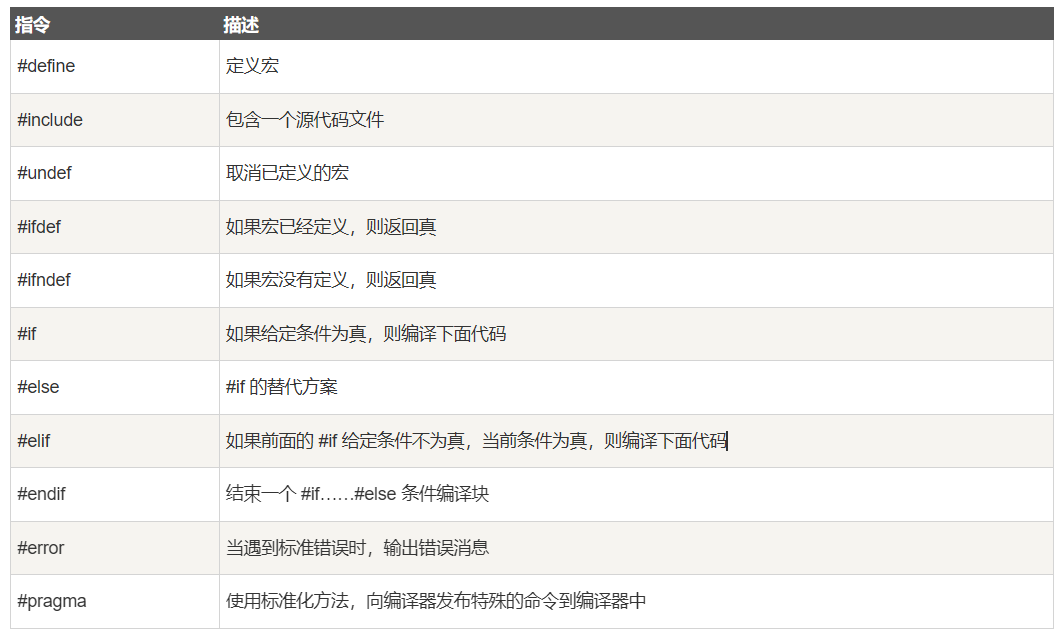 指令 描述
#define 定义宏
#include 包含一个源代码文件
#undef 取消已定义的宏
#ifdef 如果宏已经定义，则返回真
#ifndef 如果宏没有定义，则返回真
#if 如果给定条件为真，则编译下面代码
#else #if 的替代方案
#elif 如果前面的 #if 给定条件不为真，当前条件为真，则编译下面代码
#endif 结束一个 #if……#else 条件编译块
#error 当遇到标准错误时，输出错误消息
#pragma 使用标准化方法，向编译器发布特殊的命令到编译器中